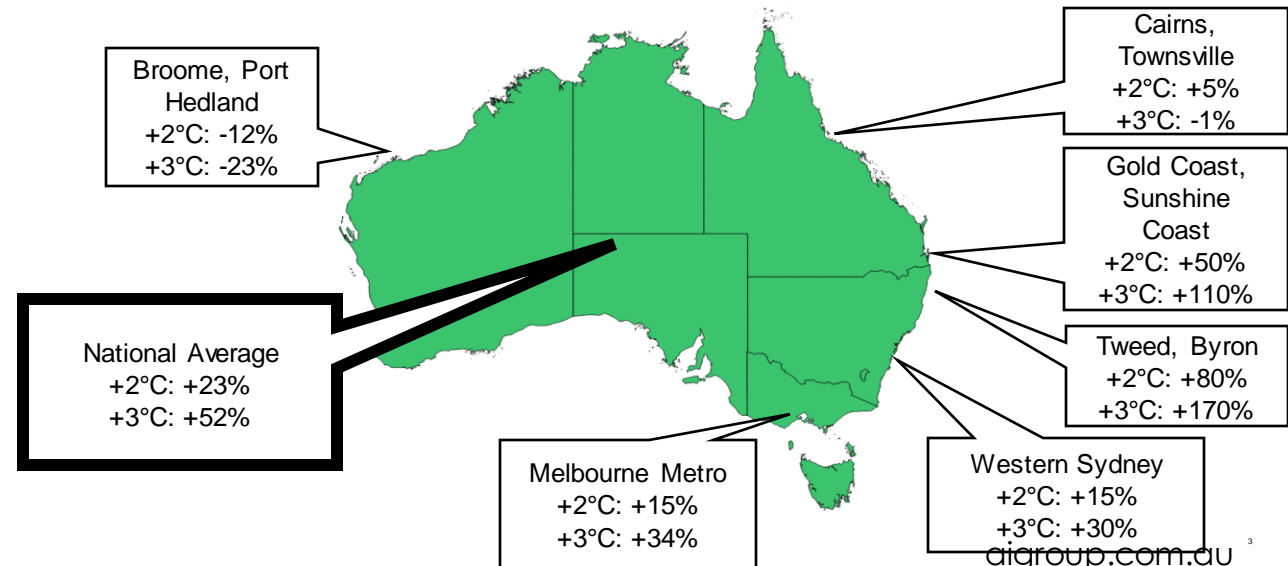 Broome, Port
Hedland
+2°C: -12%
+3°C: -23%
Cairns,
Townsville
+2°C: +5%
+3°C: -1%
Gold Coast,
Sunshine
Coast
+2°C: +50%
+3°C: +110%
National Average
+2°C: +23%
+3°C: +52%
Tweed, Byron
+2°C: +80%
+3°C: +170%
Melbourne Metro
+2°C: +15%
+3°C: +34%
Western Sydney
+2°C: +15%
+3°C: +30%
aigroup.com.au
3